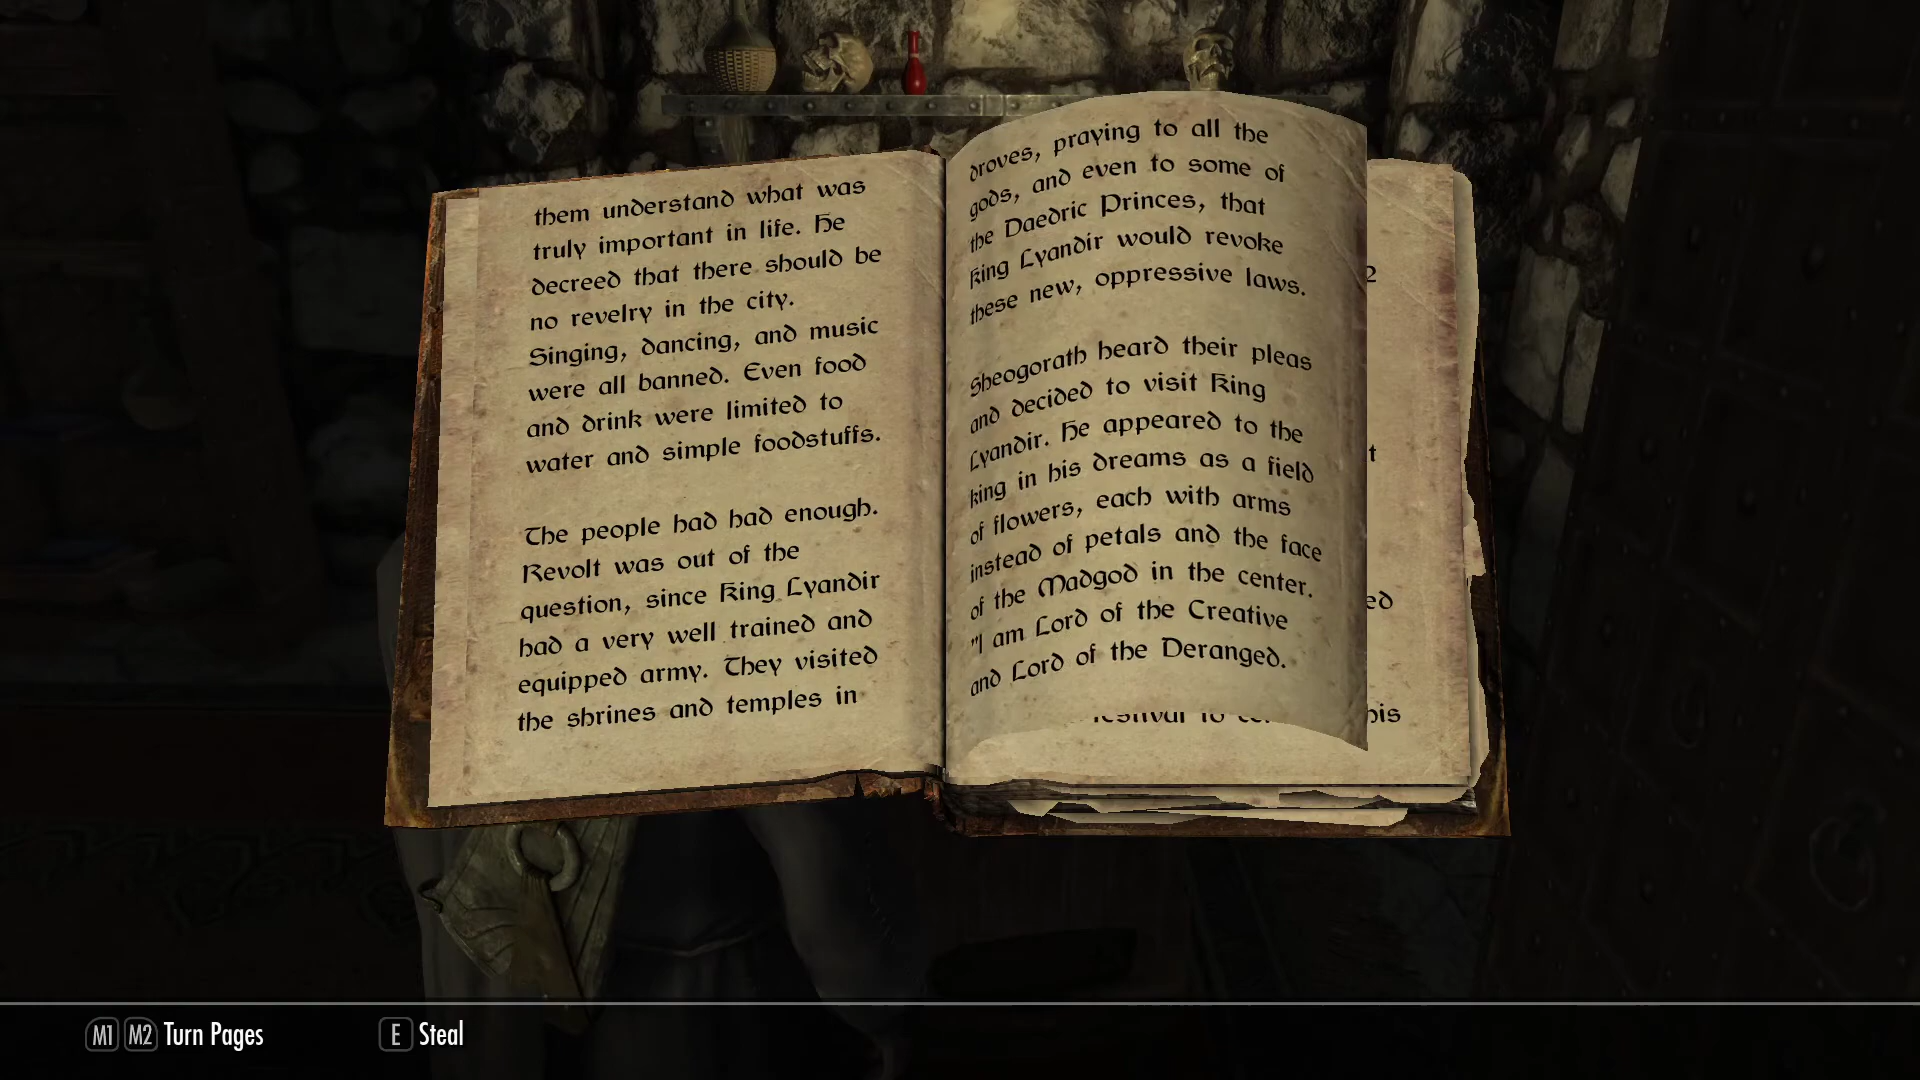 them understand what was
truly important in life. He
decreed that there should be
no revelry in the city.
Singing, dancing, and music
were all banned. Even food
and drink were limited to
water and simple foodstuffs.
The people had had enough.
Revolt was out of the
question, since King Lyandir
had a very well trained and
equipped army. They visited
the shrines and temples in
droves, praying to all the
gods, and even to some of
the Daedric Princes, that
King Lyandir would revoke
these new, oppressive laws.
Sheogorath heard their pleas
and decided to visit King
Lyandir. He appeared to the
king in his dreams as a field
of flowers, each with arms
instead of petals and the face
of the Madgod in the center.
"I am Lord of the Creative
and Lord of the Deranged.
M1 M2 Turn Pages
E Steal